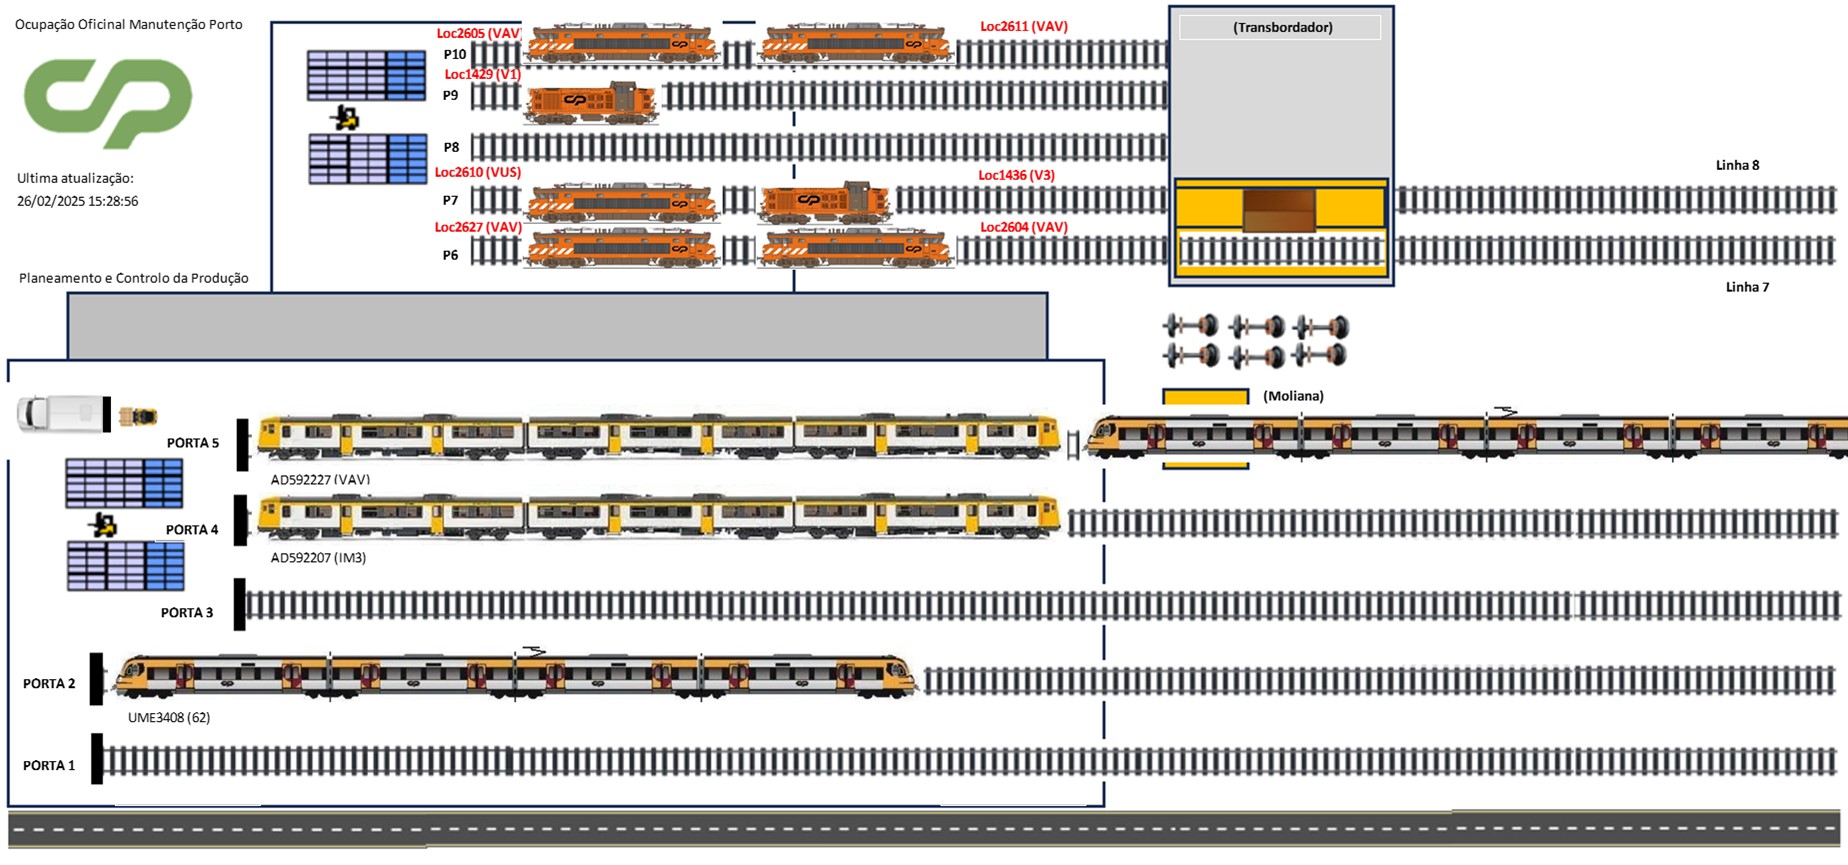 Ocupação Oficinal Manutenção Porto
CP
Ultima atualização:
26/02/2025 15:28:56
Planeamento e Controlo da Produção
Loc2605 (VAV)
Loc2611 (VAV)
P10
Loc1429 (V1)
P9
P8
Loc2610 (VUS)
Loc1436 (V3)
P7
Loc2627 (VAV)
Loc2604 (VAV)
P6
(Transbordador)
Linha 8
Linha 7
(Moliana)
PORTA 5
AD592227 (VAV)
PORTA 4
AD592207 (IM3)
PORTA 3
PORTA 2
UME3408 (62)
PORTA 1